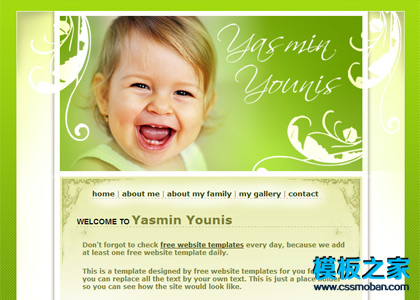 Yasmin
Younis
home | about me | about my family | my gallery | contact
WELCOME TO Yasmin Younis
Don't forgot to check free website templates every day, because we add
at least one free website template daily.
This is a template designed by free website templates for you for
you can replace all the text by your own text. This is just a place
so you can see how the site would look like.
模板之家
www.cssmoban.com